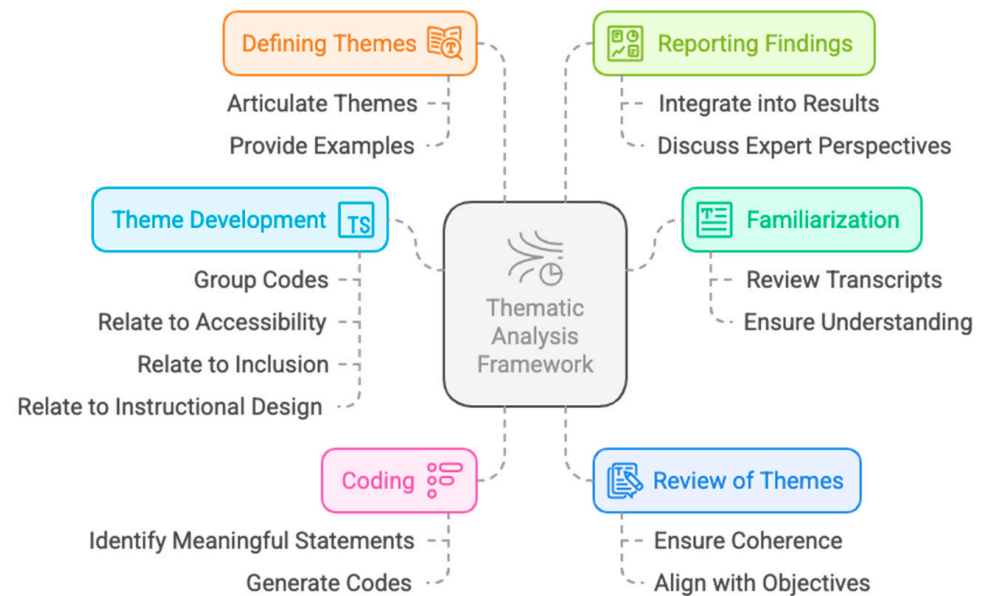 Defining Themes
Articulate Themes
Provide Examples
Reporting Findings
Integrate into Results
Discuss Expert Perspectives
Theme Development
TS
Group Codes
Relate to Accessibility
Relate to Inclusion
Relate to Instructional Design
Thematic
Analysis
Framework
Familiarization
Review Transcripts
Ensure Understanding
Coding
Identify Meaningful Statements
Generate Codes
Review of Themes
Ensure Coherence
Align with Objectives